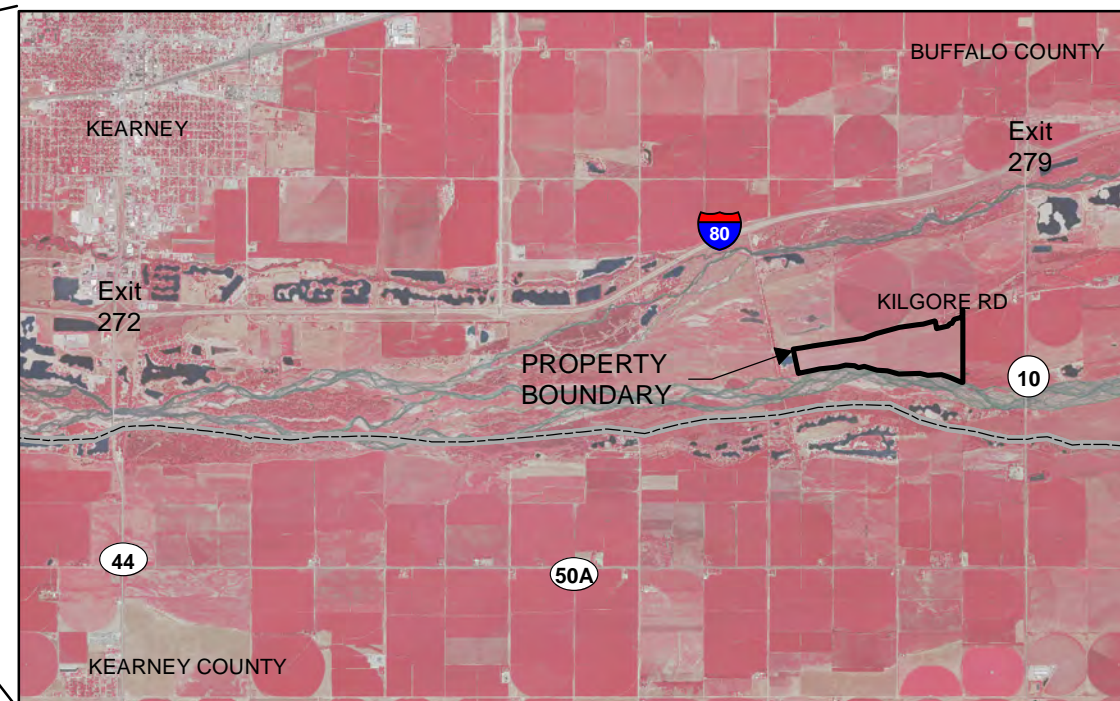 BUFFALO COUNTY
KEARNEY
Exit
279
80
Exit
272
KILGORE RD
PROPERTY
BOUNDARY
10
44
50A
KEARNEY COUNTY